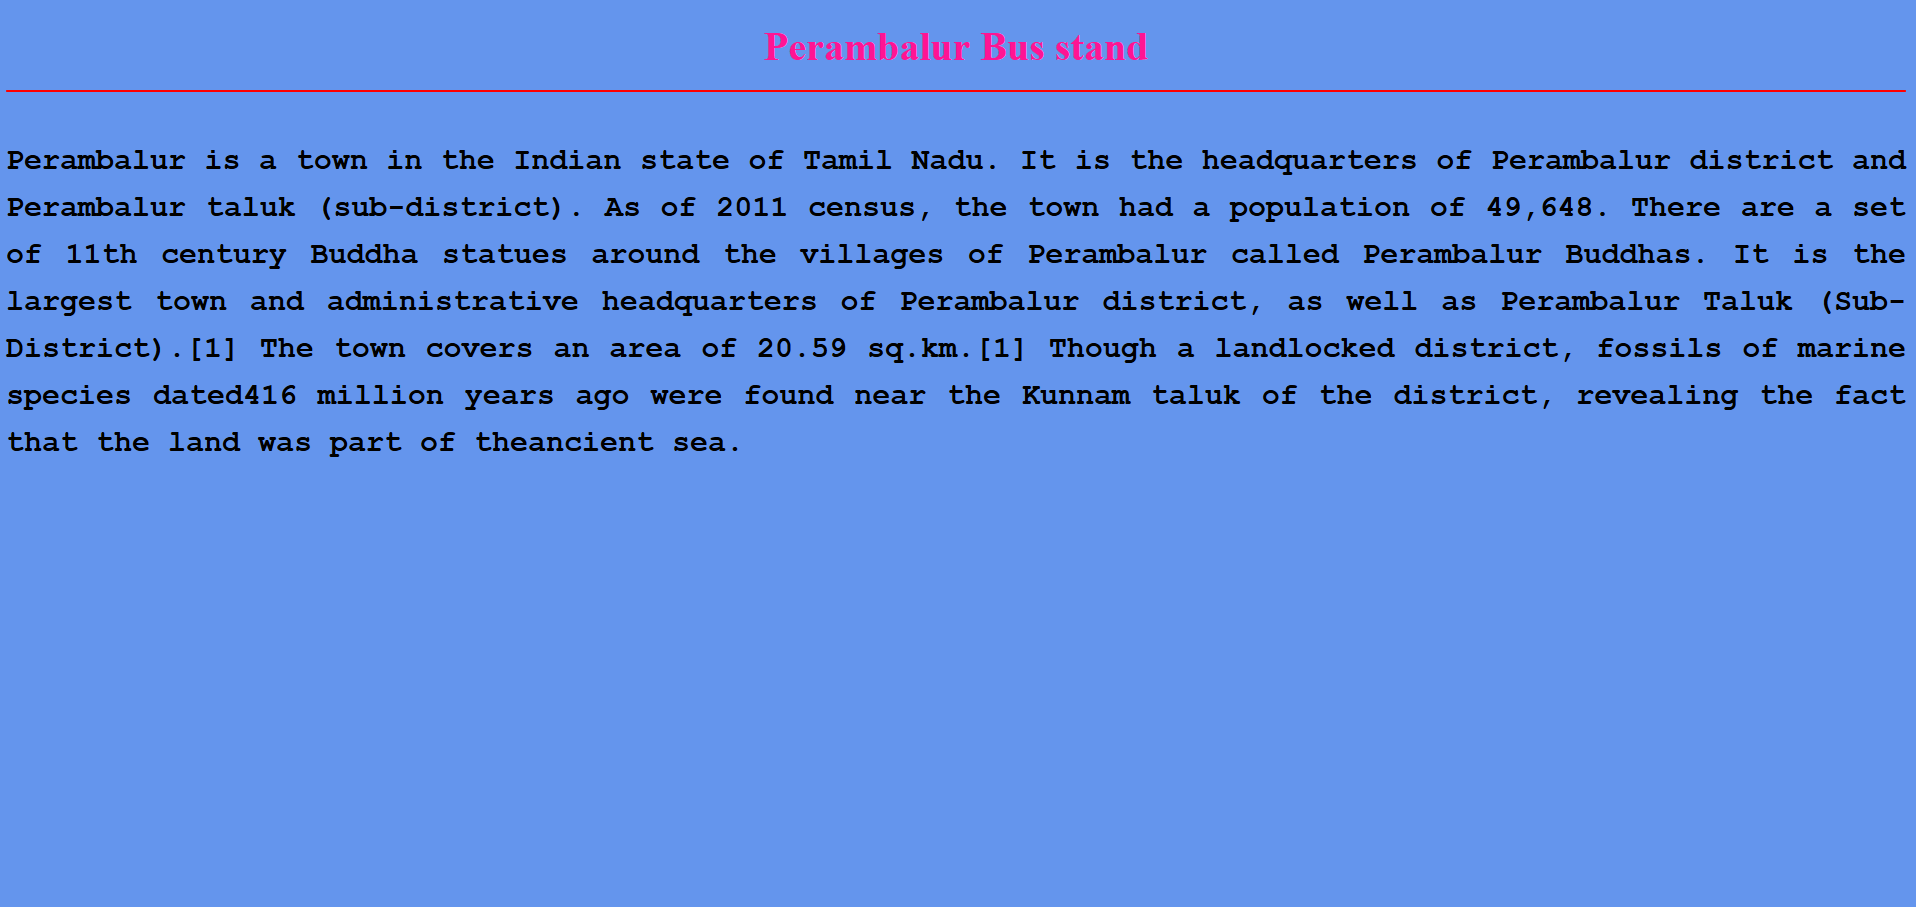 Perambalur Bus stand
Perambalur is a town in the Indian state of Tamil Nadu. It is the headquarters of Perambalur district and
Perambalur taluk (sub-district). As of 2011 census, the town had a population of 49,648. There are a set
of 11th century Buddha statues around the villages of Perambalur called Perambalur Buddhas. It is the
largest town and administrative headquarters of Perambalur district, as well as Perambalur Taluk (Sub-
District).[1] The town covers an area of 20.59 sq.km.[1] Though a landlocked district, fossils of marine
species dated416 million years ago were found near the Kunnam taluk of the district, revealing the fact
that the land was part of theancient sea.